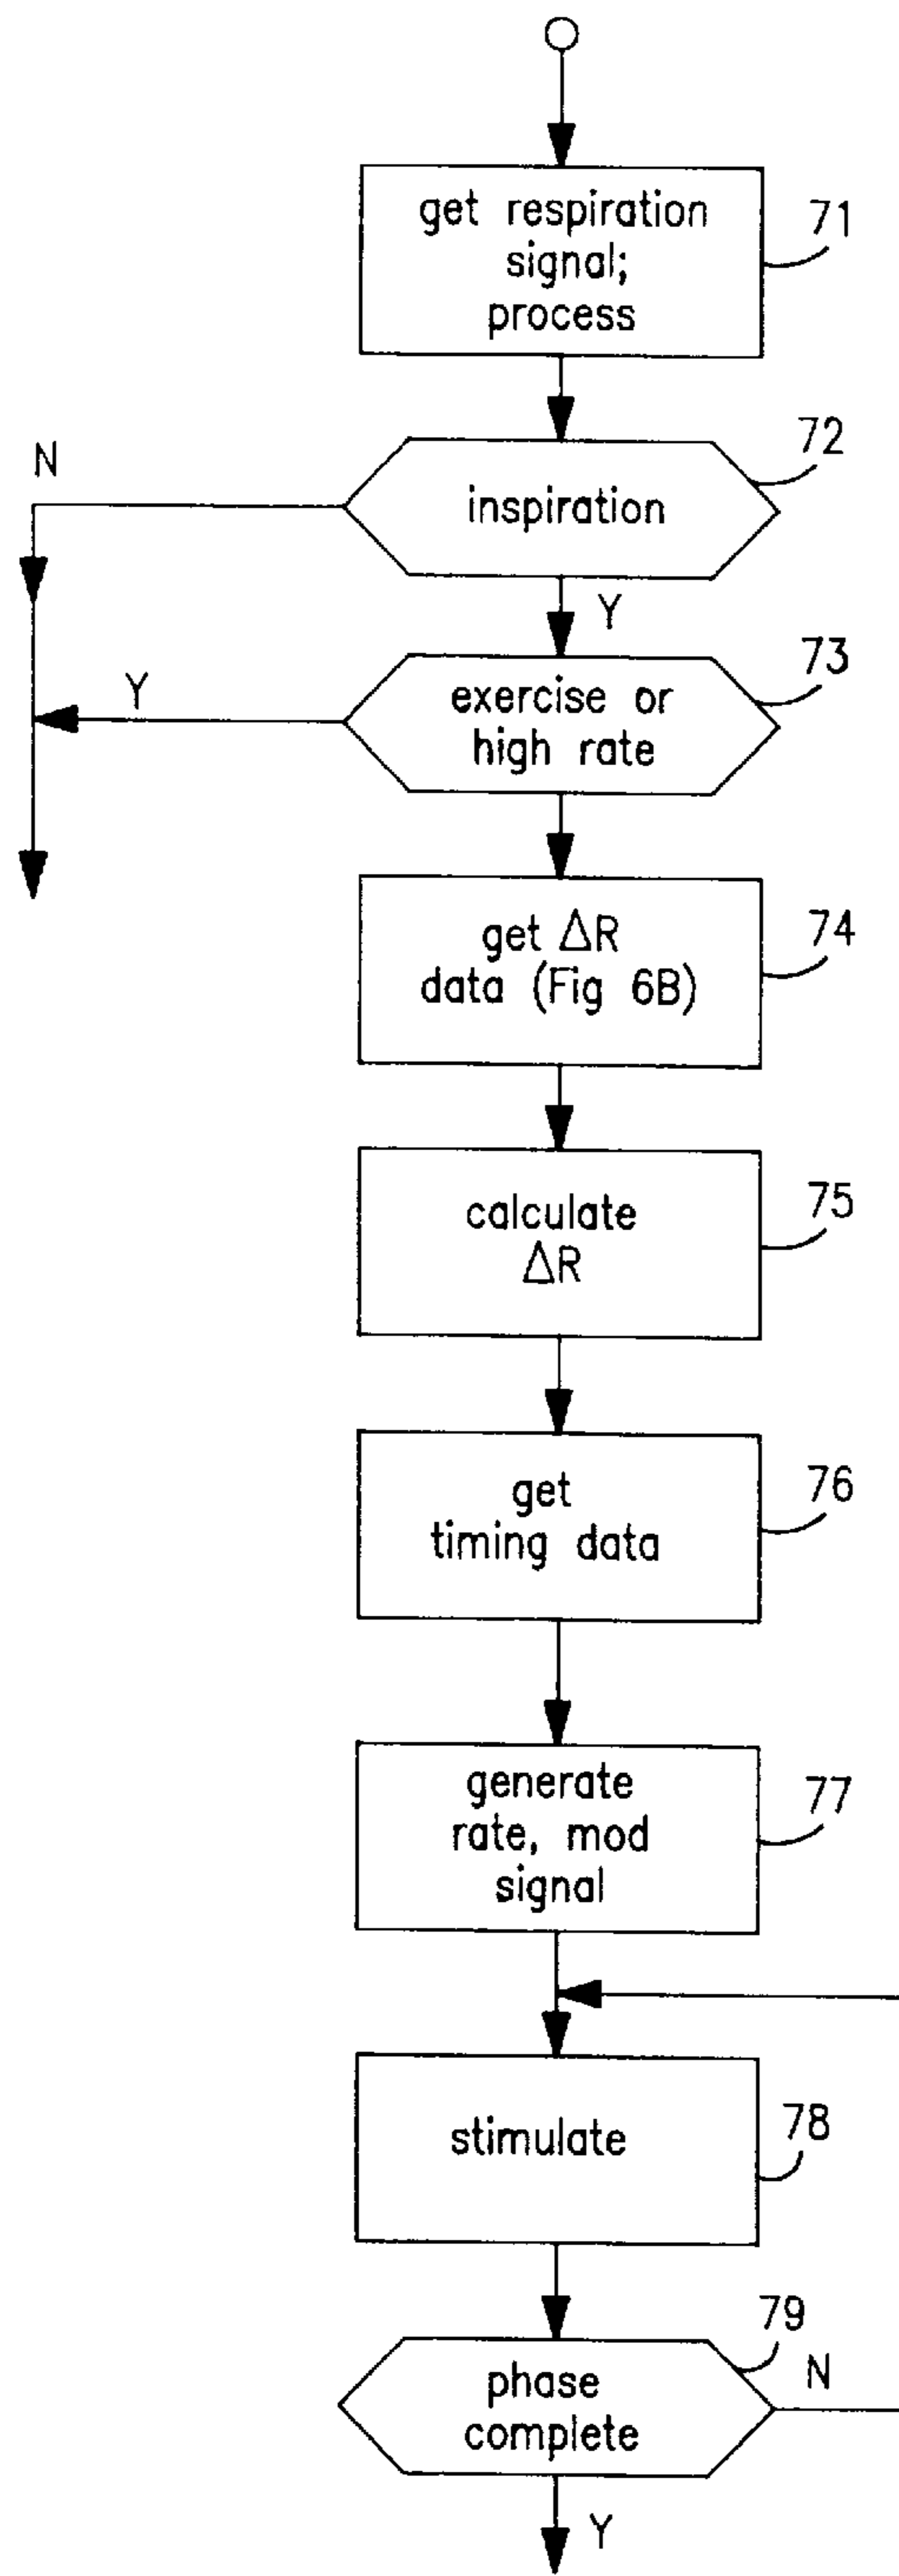 get respiration
signal;
process
71
N
72
inspiration
Y
Y
73
exercise or
high rate
get ΔR
data (Fig 6B)
74
calculate
ΔR
75
get
timing data
76
generate
rate, mod
signal
77
stimulate
78
79
phase
complete
N
Y